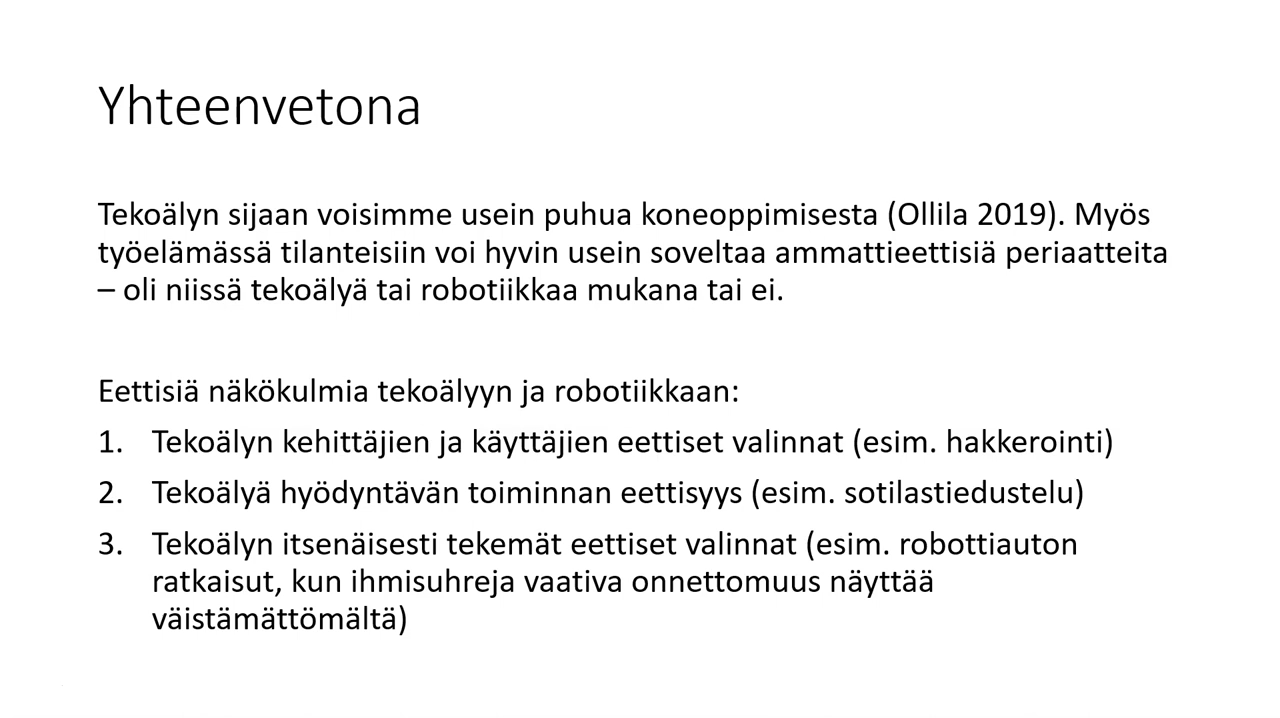 Yhteenvetona
Tekoälyn sijaan voisimme usein puhua koneoppimisesta (Ollila 2019). Myös
työelämässä tilanteisiin voi hyvin usein soveltaa ammattieettisiä periaatteita
– oli niissä tekoälyä tai robotiikkaa mukana tai ei.
Eettisiä näkökulmia tekoälyyn ja robotiikkaan:
1. Tekoälyn kehittäjien ja käyttäjien eettiset valinnat (esim. hakkerointi)
2. Tekoälyä hyödyntävän toiminnan eettisyys (esim. sotilastiedustelu)
3. Tekoälyn itsenäisesti tekemät eettiset valinnat (esim. robottiauton
ratkaisut, kun ihmisuhreja vaativa onnettomuus näyttää
väistämättömältä)